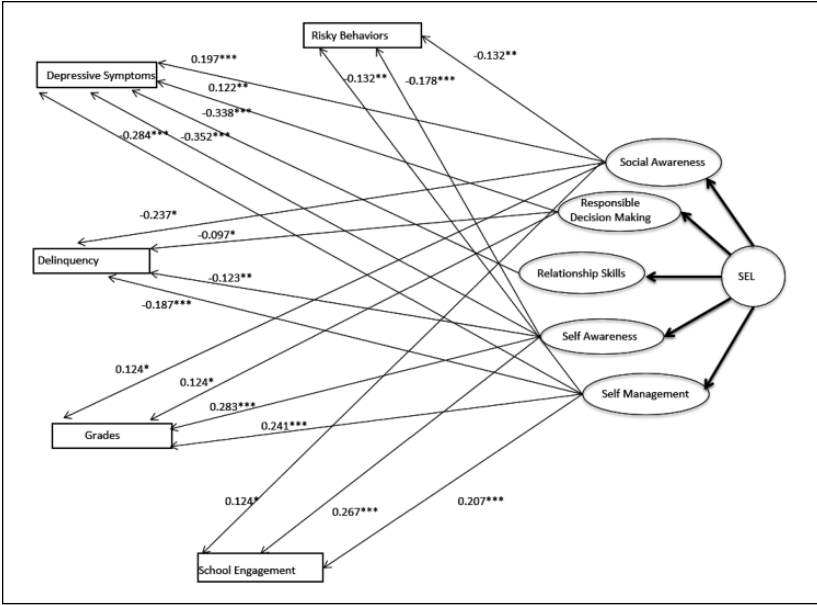 Risky Behaviors
-0.132**
0.197***
Depressive Symptoms
-0.132**
-0.178***
0.122**
-0.338***
-0.284***
-0.352***
Social Awareness
Responsible
Decision Making
-0.237*
-0.097*
Delinquency
Relationship Skills
SEL
-0.123**
-0.187***
Self Awareness
0.124*
0.124*
Self Management
0.283***
0.241***
Grades
0.124*
0.267***
0.207***
School Engagement